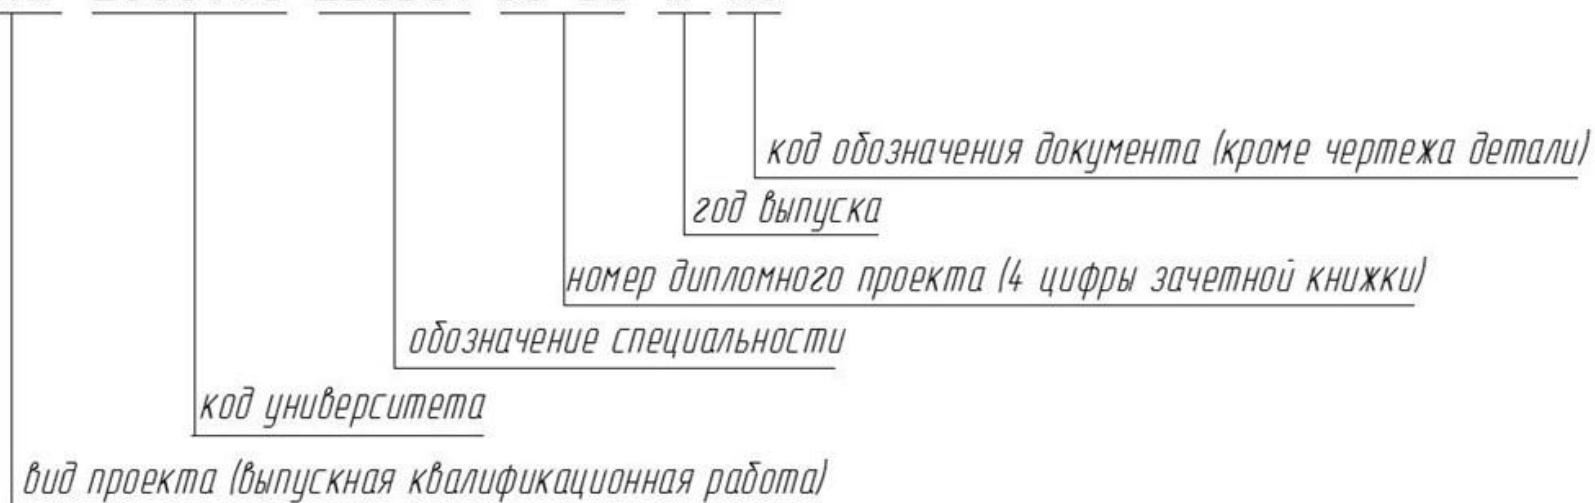 код обозначения документа (кроме чертежа детали)
год выпуска
номер дипломного проекта (4 цифры зачетной книжки)
обозначение специальности
код университета
вид проекта (выпускная квалификационная работа)